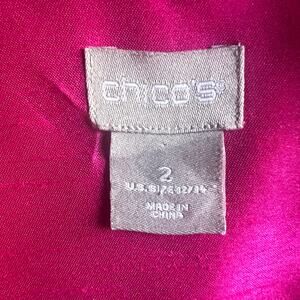 chico's
2
U.S. SIZE 12/14
MADE IN
CHINA